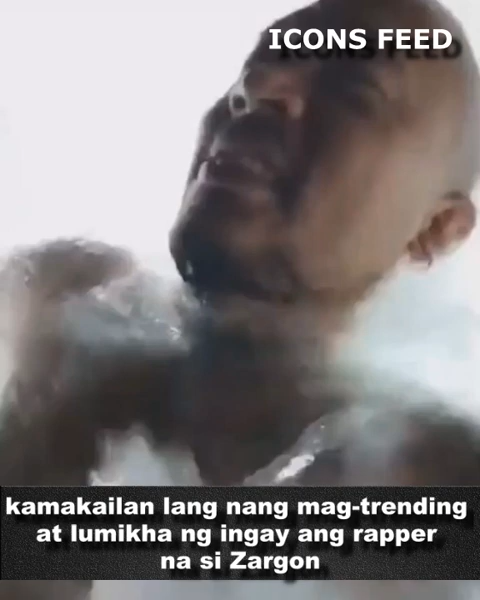 ICONS FEED
kamakailan lang nang mag-trending
at lumikha ng ingay ang rapper
na si Zargon